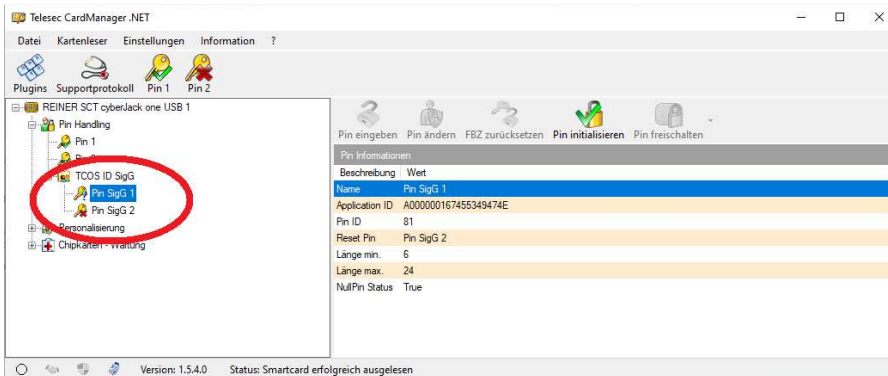 Telesec CardManager .NET
Datei Kartenleser Einstellungen Information ?
Plugins Supportprotokoll Pin 1 Pin 2
REINER SCT cyberJack one USB 1
Pin Handling
Pin 1
TCOS ID SigG
Pin SigG 1
Pin SigG 2
Personalisierung
Chipkarten - Wartung
Pin eingeben Pin ändern FBZ zurücksetzen Pin initialisieren Pin freischalten
Pin Informationen
Beschreibung Wert
Name Pin SigG 1
Application ID A000000167455349474E
Pin ID 81
Reset Pin Pin SigG 2
Länge min. 6
Länge max. 24
NullPin Status True
Version: 1.5.4.0 Status: Smartcard erfolgreich ausgelesen